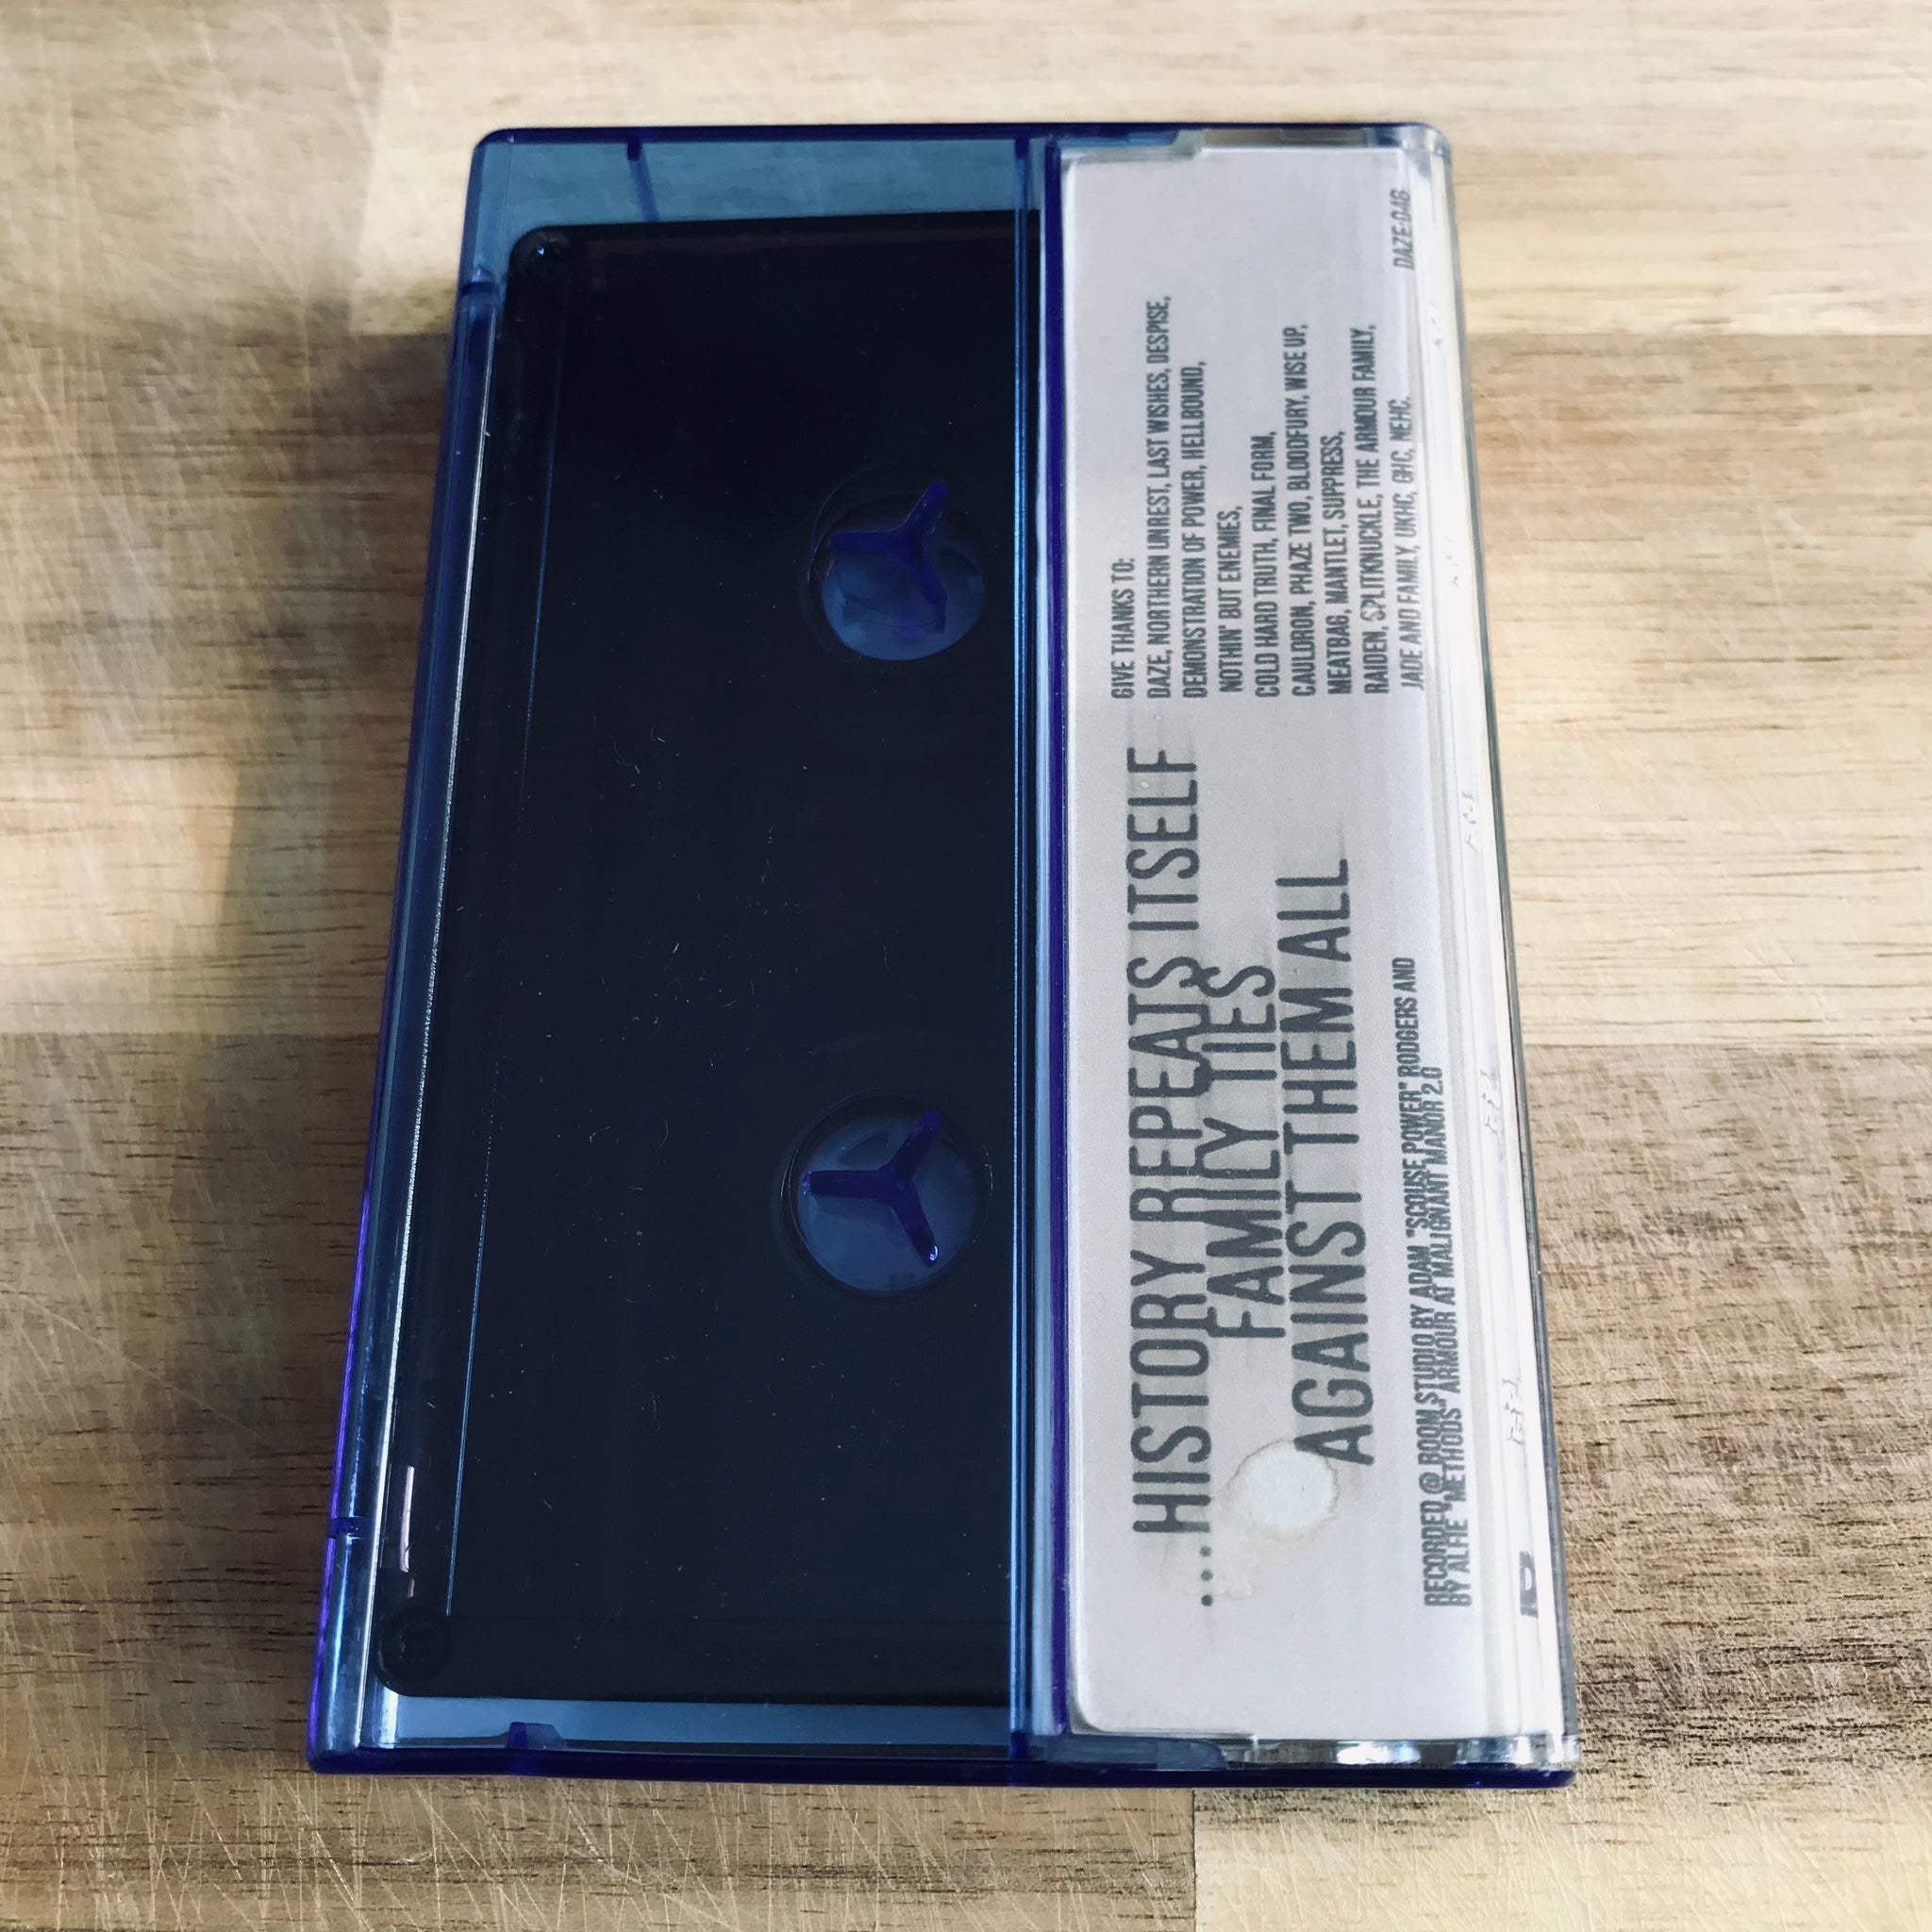 HISTORY REPEATS ITSELF
FAMILY TIES
AGAINST THEM ALL
RECORDED @ ROOM STUDIO BY ADAM "SCOUSE POWER" RODGERS AND
BY ALFIE "METHODS" ARMOUR AT MALIGNANT MANOR 2.0
GIVE THANKS TO:
DAZE, NORTHERN UNREST, LAST WISHES, DESPISE,
DEMONSTRATION OF POWER, HELLBOUND,
NOTHIN' BUT ENEMIES,
COLD HARD TRUTH, FINAL FORM,
CAULDRON, PHAZE TWO, BLOODFURY, WISE UP,
MEATBAG, MANTLET, SUPPRESS,
RAIDEN, SPLITKNUCKLE, THE ARMOUR FAMILY,
JADE AND FAMILY, UKHC, GHC, NEHC.
DAZE-046